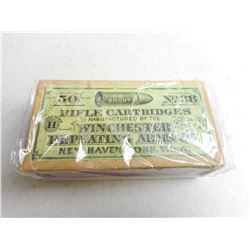 50 SHORT No 38
RIFLE CARTRIDGES
MANUFACTURED BY THE
WINCHESTER
REPEATING ARMS
NEW HAVEN
H